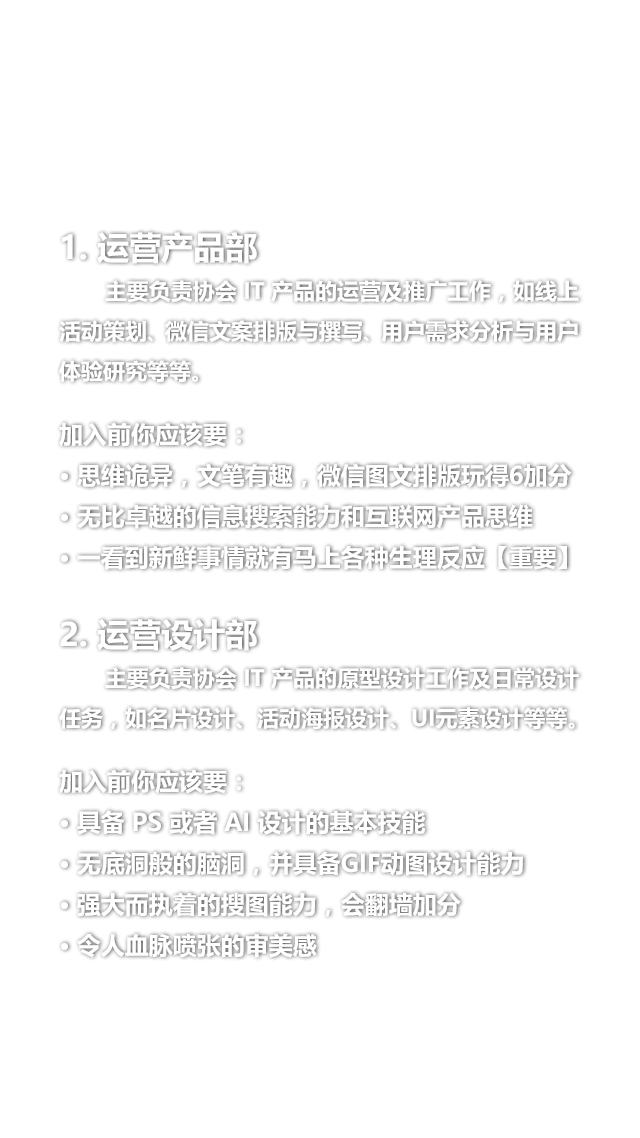 1. 运营产品部
主要负责协会 IT 产品的运营及推广工作，如线上
活动策划、微信文案排版与撰写、用户需求分析与用户
体验研究等等。
加入前你应该要：
• 思维诡异，文笔有趣，微信图文排版玩得6加分
• 无比卓越的信息搜索能力和互联网产品思维
• 一看到新鲜事情就有马上各种生理反应【重要】
2. 运营设计部
主要负责协会 IT 产品的原型设计工作及日常设计
任务，如名片设计、活动海报设计、UI元素设计等等。
加入前你应该要：
• 具备 PS 或者 AI 设计的基本技能
• 无底洞般的脑洞，并具备GIF动图设计能力
• 强大而执着的搜图能力，会翻墙加分
• 令人血脉喷张的审美感